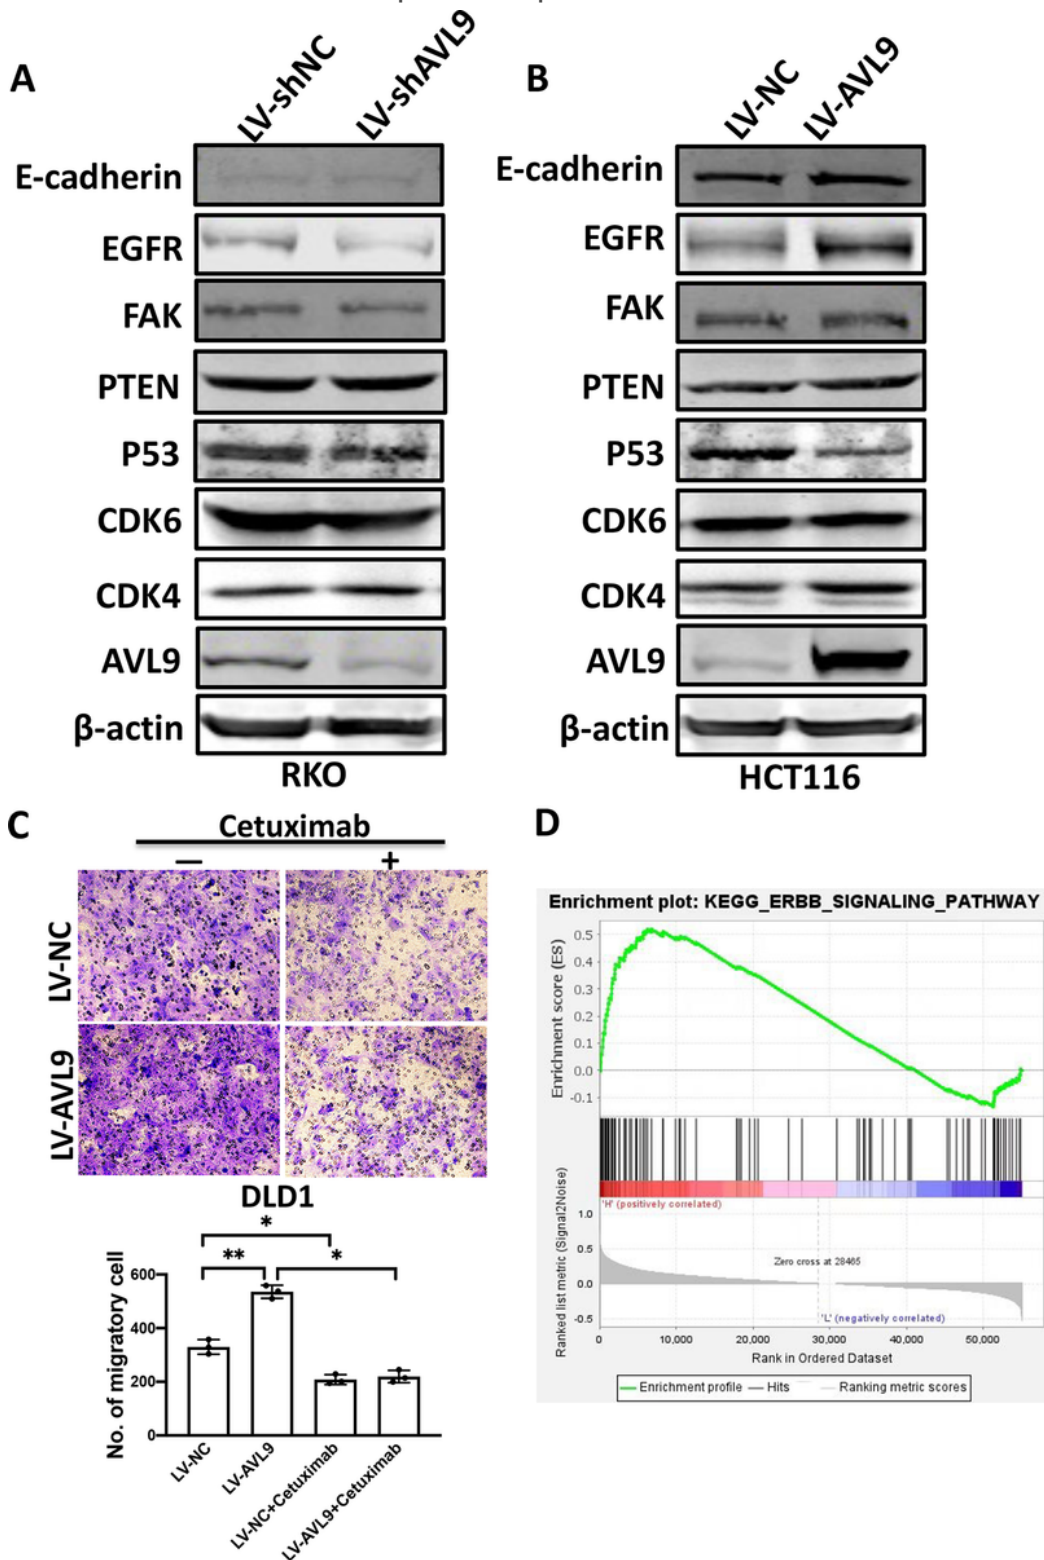 A
LV-shNC
LV-shAVL9
E-cadherin
EGFR
FAK
PTEN
P53
CDK6
CDK4
AVL9
β-actin
RKO
B
LV-NC
LV-AVL9
E-cadherin
EGFR
FAK
PTEN
P53
CDK6
CDK4
AVL9
β-actin
HCT116
C
Cetuximab
— +
LV-NC
LV-AVL9
DLD1
No. of migratory cell
600
400
200
0
*
** *
LV-NC
LV-AVL9
LV-NC+Cetuximab
LV-AVL9+Cetuximab
D
Enrichment plot: KEGG_ERBB_SIGNALING_PATHWAY
Enrichment score (ES)
0.5
0.4
0.3
0.2
0.1
0.0
-0.1
'H' (positively correlated)
Ranked list metric (Signal2Noise)
1.0
0.5
0.0
-0.5
Zero cross at 28465
'L' (negatively correlated)
0 10,000 20,000 30,000 40,000 50,000
Rank in Ordered Dataset
Enrichment profile Hits Ranking metric scores